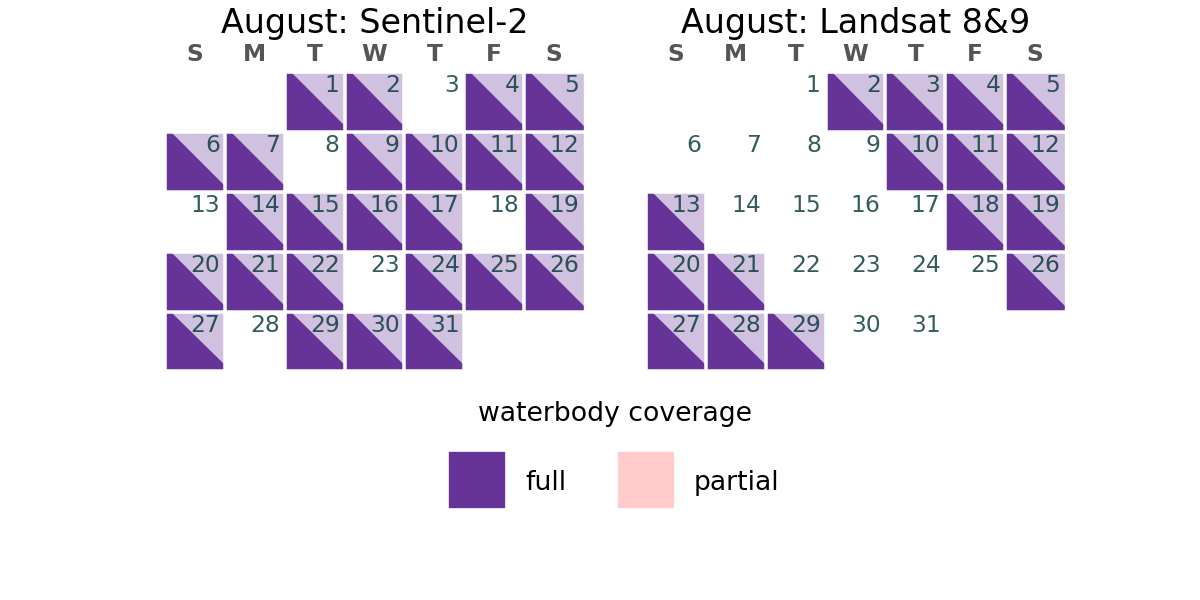 August: Sentinel-2
S M T W T F S
1 2 3 4 5
6 7 8 9 10 11 12
13 14 15 16 17 18 19
20 21 22 23 24 25 26
27 28 29 30 31
August: Landsat 8&9
S M T W T F S
1 2 3 4 5
6 7 8 9 10 11 12
13 14 15 16 17 18 19
20 21 22 23 24 25 26
27 28 29 30 31
waterbody coverage
full partial